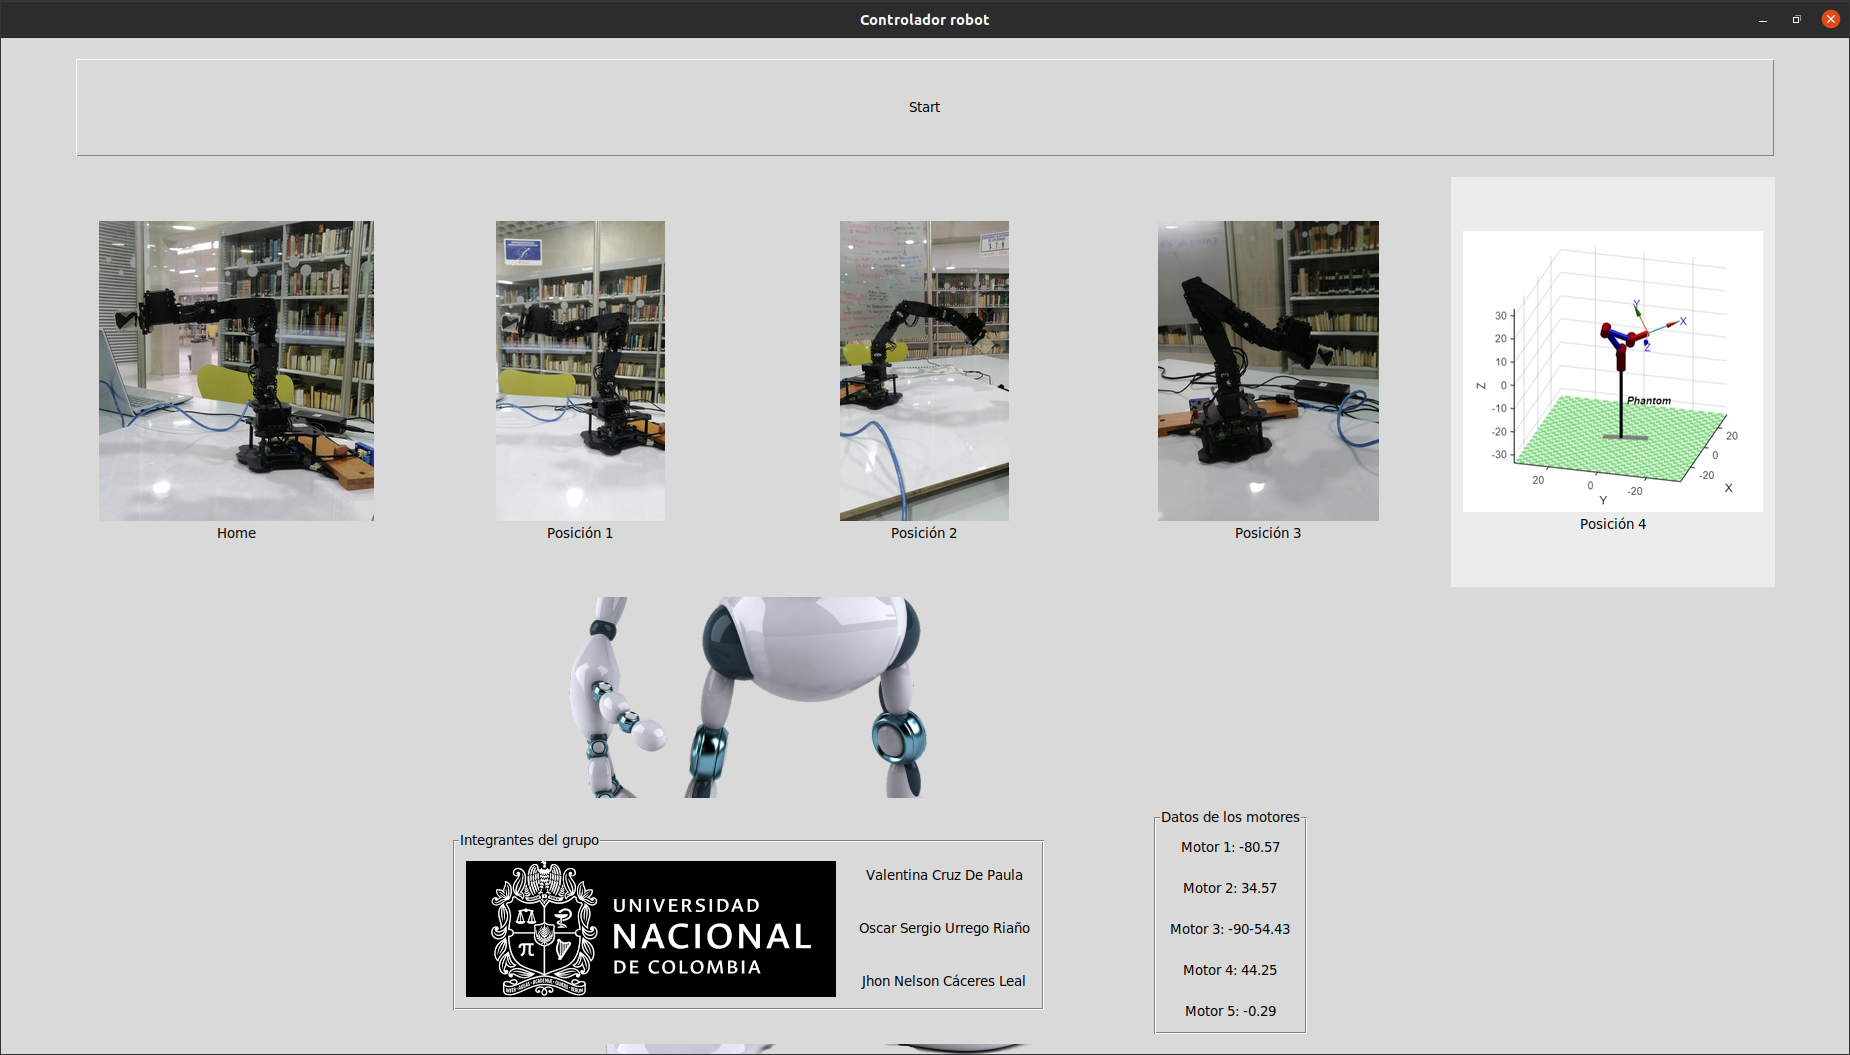 Controlador robot
Start
Home
Posición 1
Posición 2
Posición 3
30
20
10
0
-10
-20
-30
Z
Y
X
Z
Phantom
20
0
-20
Y
20
0
-20
X
Posición 4
Integrantes del grupo
UNIVERSIDAD
NACIONAL
DE COLOMBIA
Valentina Cruz De Paula
Oscar Sergio Urrego Riaño
Jhon Nelson Cáceres Leal
Datos de los motores
Motor 1: -80.57
Motor 2: 34.57
Motor 3: -90-54.43
Motor 4: 44.25
Motor 5: -0.29